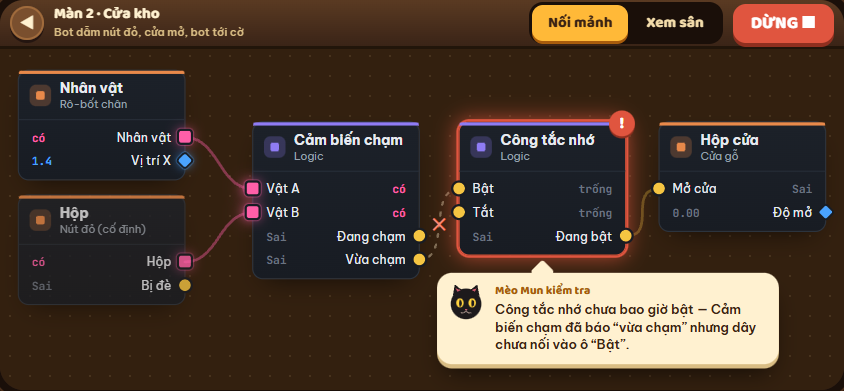 Màn 2 · Cửa kho
Bot dẫm nút đỏ, cửa mở, bot tới cờ
Nối mảnh
Xem sân
DỪNG
Nhân vật
Rô-bốt chân
có
Nhân vật
1.4
Vị trí X
Hộp
Nút đỏ (cố định)
có
Hộp
Sai
Bị đè
Cảm biến chạm
Logic
Vật A
có
Vật B
có
Sai
Đang chạm
Sai
Vừa chạm
!
Công tắc nhớ
Logic
Bật
trống
Tắt
trống
Sai
Đang bật
Hộp cửa
Cửa gỗ
Mở cửa
Sai
0.00
Độ mở
Mèo Mun kiểm tra
Công tắc nhớ chưa bao giờ bật — Cảm
biến chạm đã báo “vừa chạm” nhưng dây
chưa nối vào ô “Bật”.